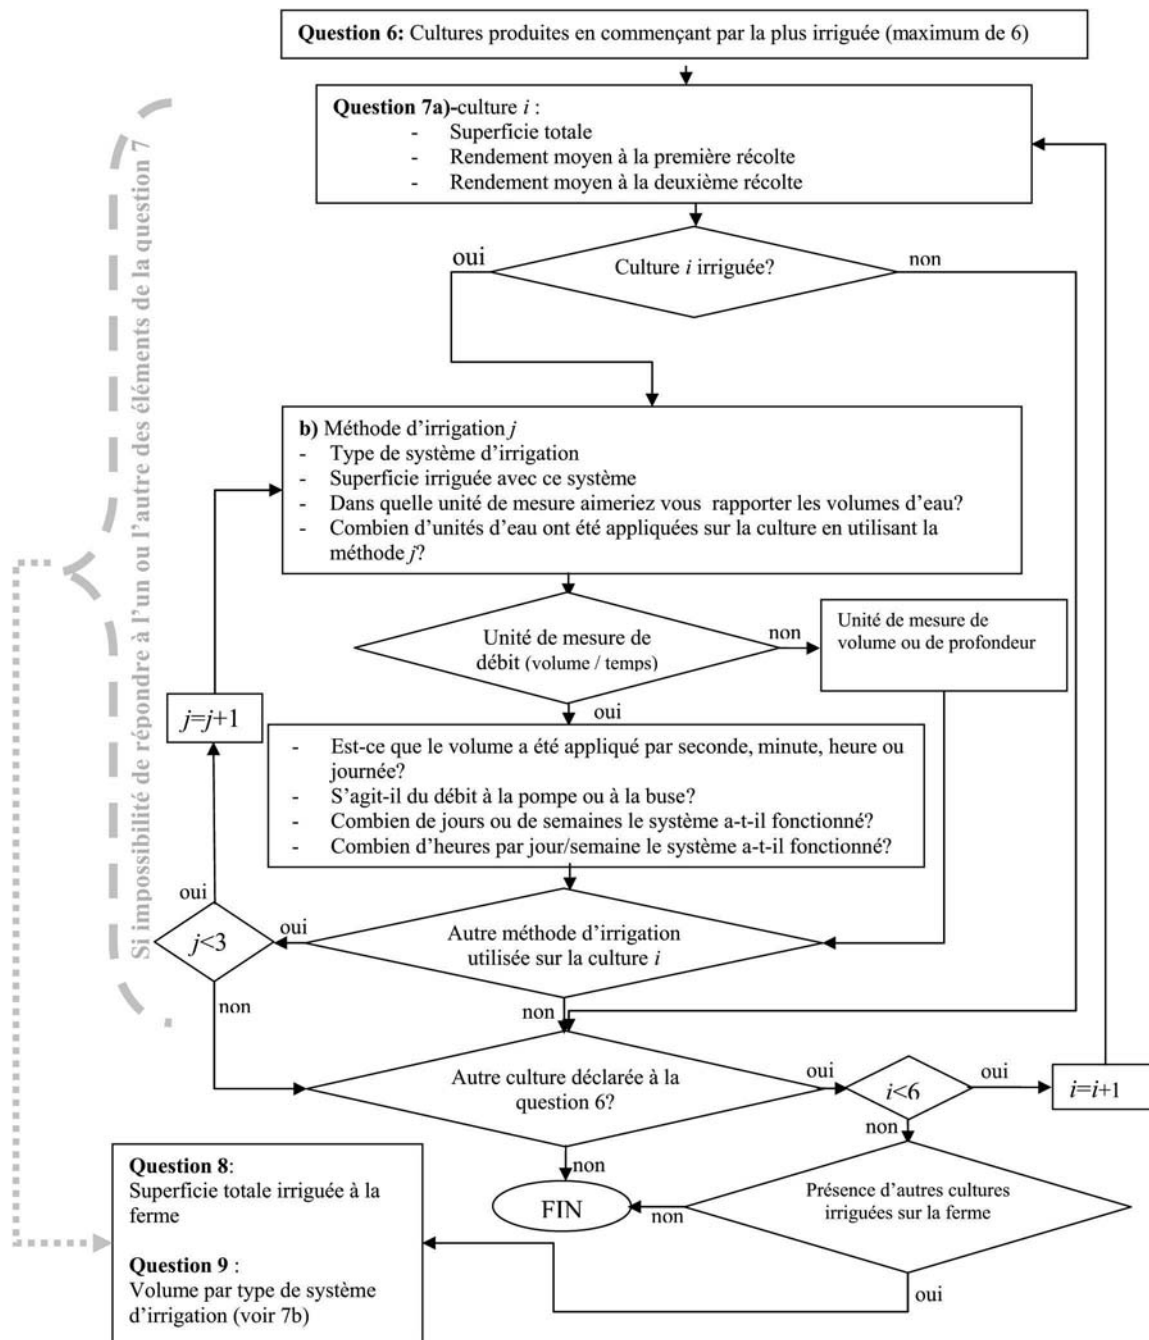 Question 6: Cultures produites en commençant par la plus irriguée (maximum de 6)
Question 7a)-culture i :
- Superficie totale
- Rendement moyen à la première récolte
- Rendement moyen à la deuxième récolte
oui
Culture i irriguée?
non
Si impossibilité de répondre à l'un ou l'autre des éléments de la question 7
b) Méthode d'irrigation j
- Type de système d'irrigation
- Superficie irriguée avec ce système
- Dans quelle unité de mesure aimeriez vous rapporter les volumes d'eau?
- Combien d'unités d'eau ont été appliquées sur la culture en utilisant la
méthode j?
Unité de mesure de
débit (volume / temps)
non
Unité de mesure de
volume ou de profondeur
oui
j=j+1
- Est-ce que le volume a été appliqué par seconde, minute, heure ou
journée?
- S'agit-il du débit à la pompe ou à la buse?
- Combien de jours ou de semaines le système a-t-il fonctionné?
- Combien d'heures par jour/semaine le système a-t-il fonctionné?
oui
j<3
oui
Autre méthode d'irrigation
utilisée sur la culture i
non
non
Autre culture déclarée à la
question 6?
oui
i<6
oui
i=i+1
non
non
FIN
non
Présence d'autres cultures
irriguées sur la ferme
oui
Question 8:
Superficie totale irriguée à la
ferme
Question 9 :
Volume par type de système
d'irrigation (voir 7b)